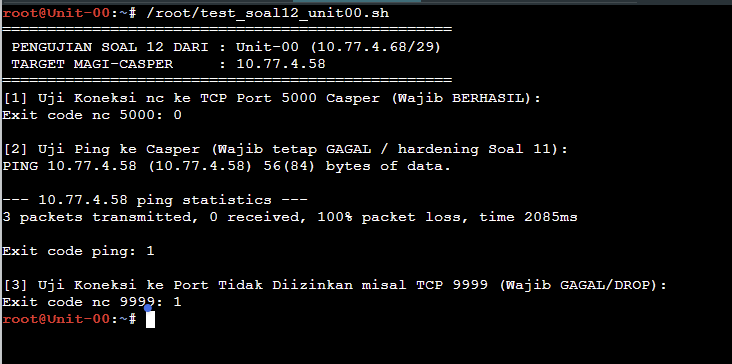 root@Unit-00:~# /root/test_soal12_unit00.sh
==================================================
PENGUJIAN SOAL 12 DARI : Unit-00 (10.77.4.68/29)
TARGET MAGI-CASPER     : 10.77.4.58
==================================================
[1] Uji Koneksi nc ke TCP Port 5000 Casper (Wajib BERHASIL):
Exit code nc 5000: 0
[2] Uji Ping ke Casper (Wajib tetap GAGAL / hardening Soal 11):
PING 10.77.4.58 (10.77.4.58) 56(84) bytes of data.
--- 10.77.4.58 ping statistics ---
3 packets transmitted, 0 received, 100% packet loss, time 2085ms
Exit code ping: 1
[3] Uji Koneksi ke Port Tidak Diizinkan misal TCP 9999 (Wajib GAGAL/DROP):
Exit code nc 9999: 1
root@Unit-00:~#